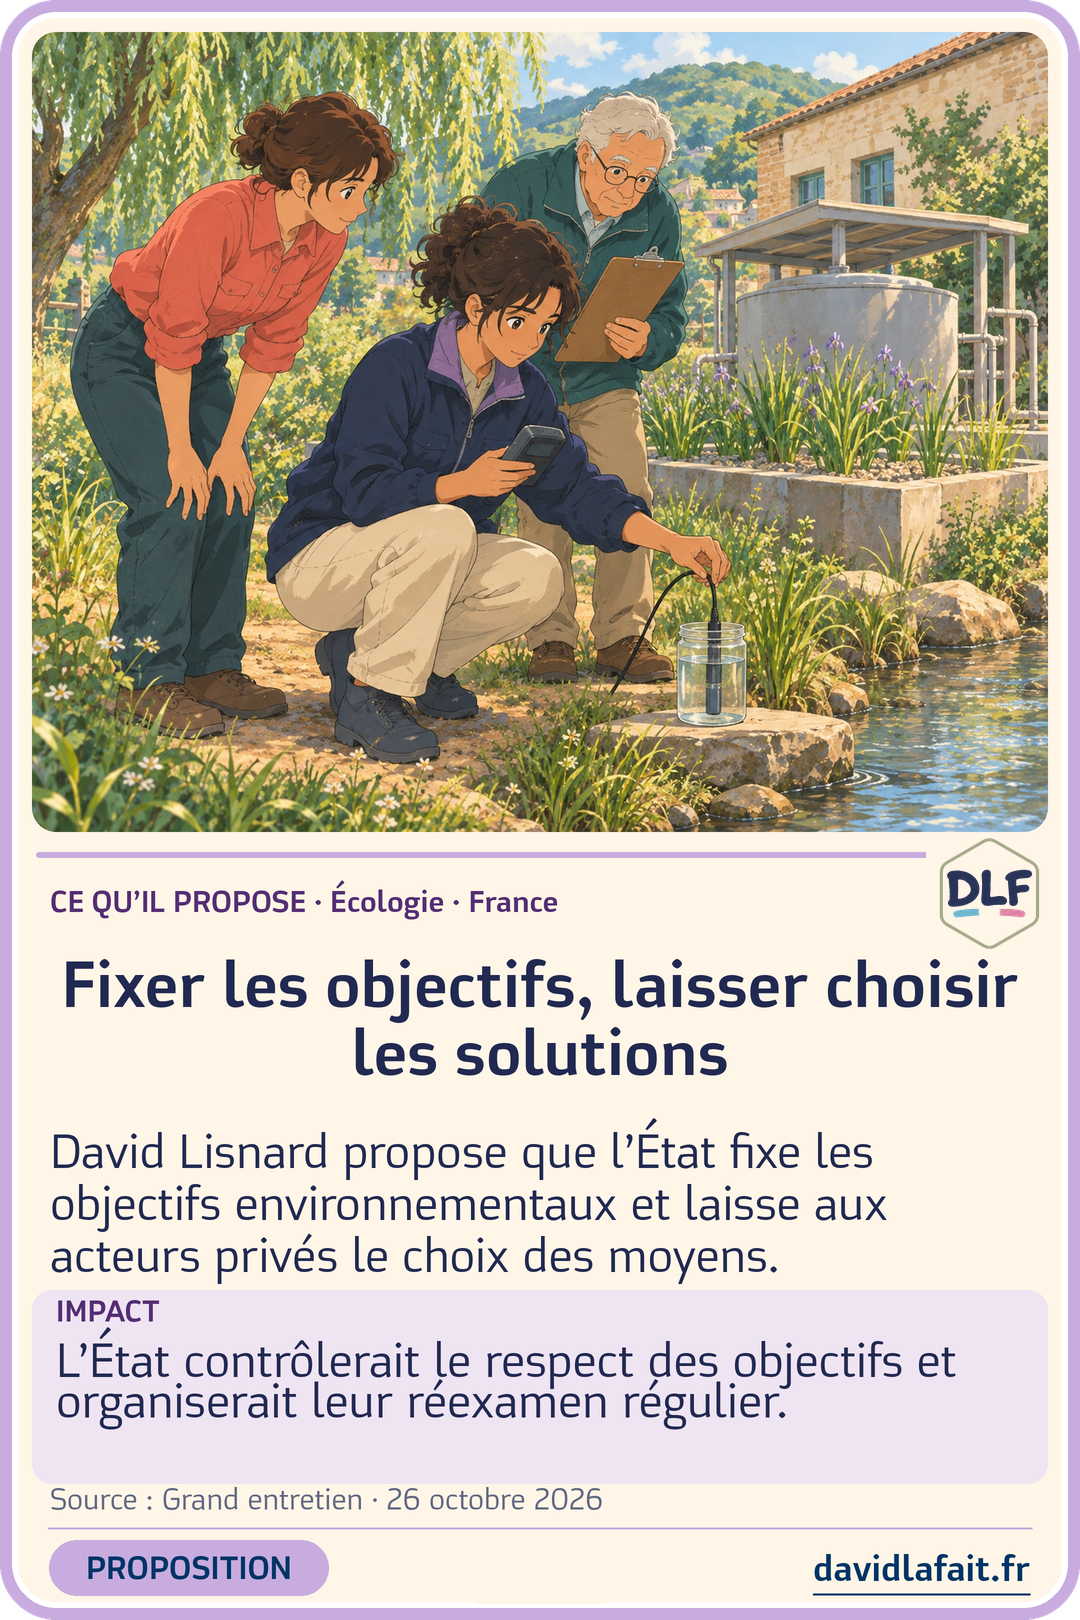 DLF
CE QU’IL PROPOSE · Écologie · France
Fixer les objectifs, laisser choisir
les solutions
David Lisnard propose que l’État fixe les
objectifs environnementaux et laisse aux
acteurs privés le choix des moyens.
IMPACT
L’État contrôlerait le respect des objectifs et
organiserait leur réexamen régulier.
Source : Grand entretien · 26 octobre 2026
PROPOSITION
davidlafait.fr